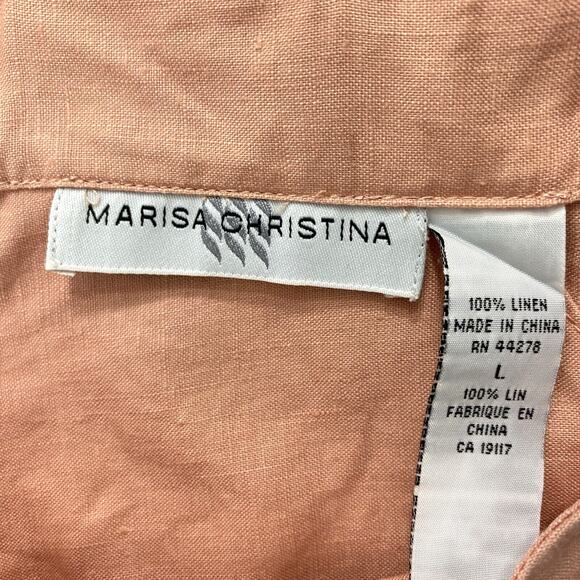 MARISA CHRISTINA
100% LINEN
MADE IN CHINA
RN 44278
L
100% LIN
FABRIQUE EN
CHINA
CA 19117